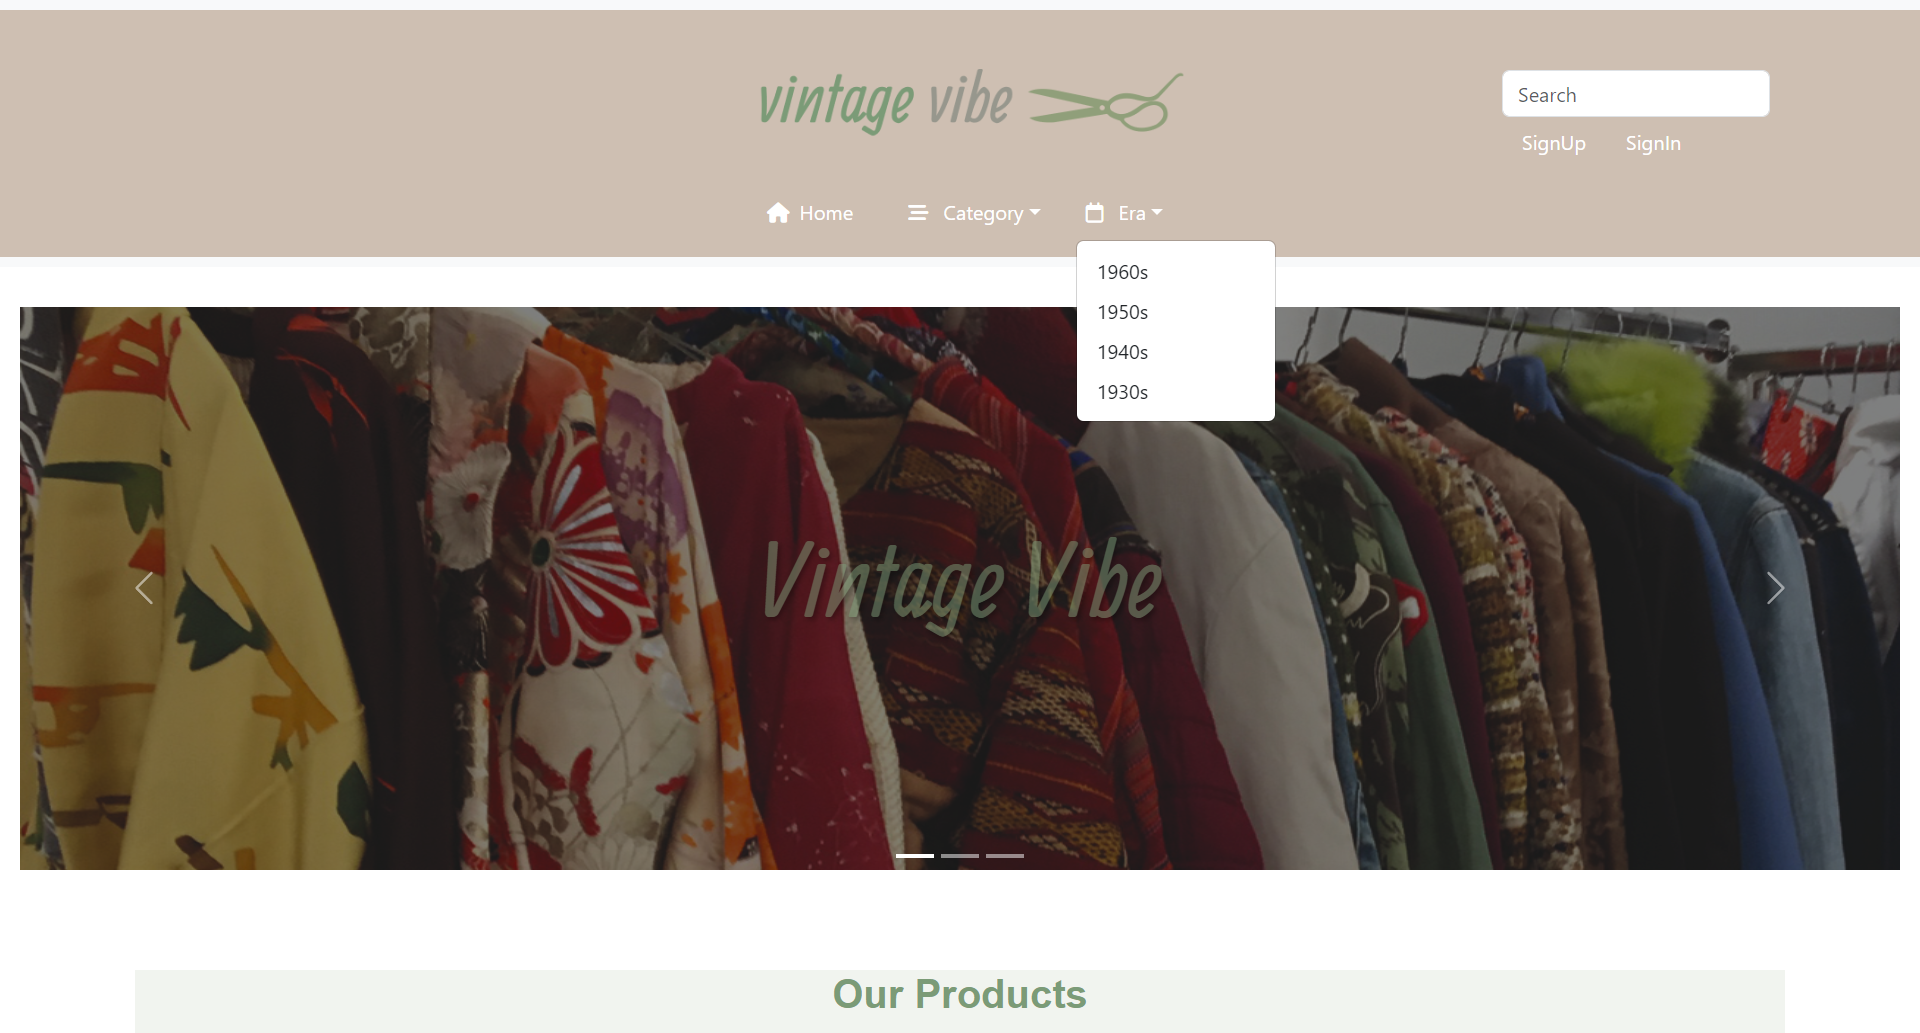 vintage vibe
Search
SignUp SignIn
Home Category Era
1960s
1950s
1940s
1930s
Vintage Vibe
Our Products